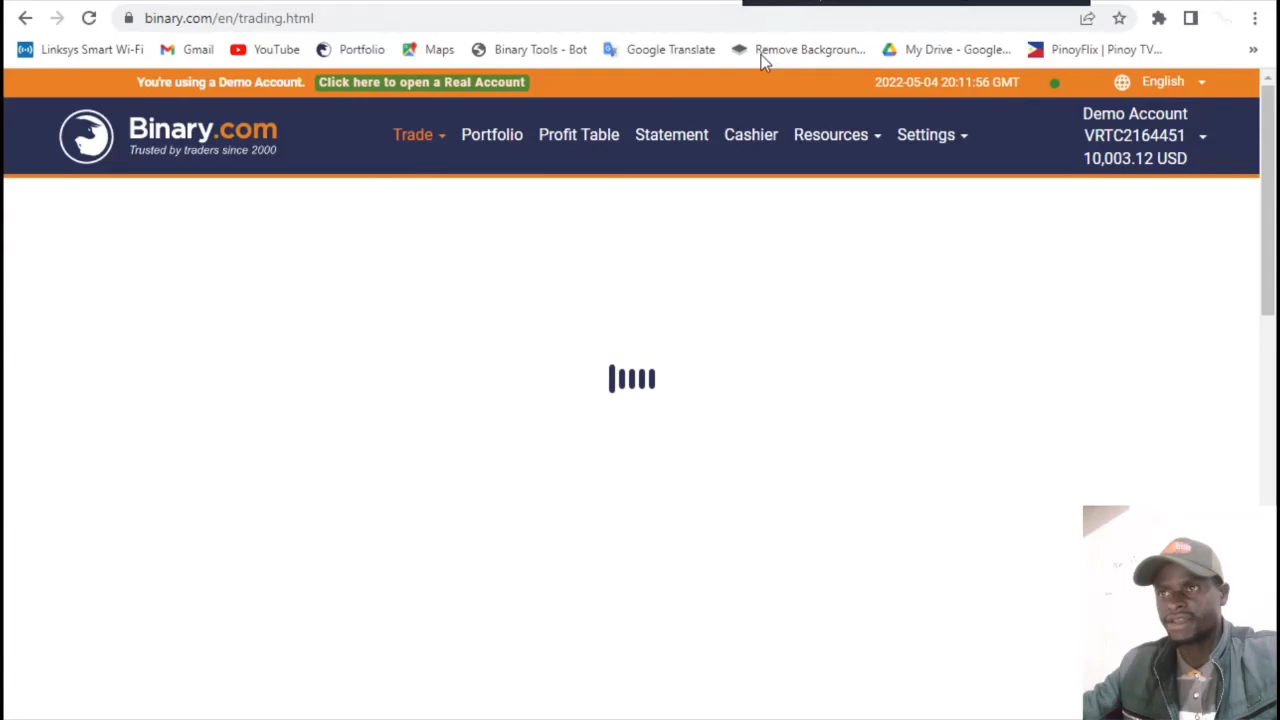 binary.com/en/trading.html
Linksys Smart Wi-Fi Gmail YouTube Portfolio Maps Binary Tools - Bot Google Translate Remove Backgroun... My Drive - Google... PinoyFlix | Pinoy TV... »
You're using a Demo Account. Click here to open a Real Account 2022-05-04 20:11:56 GMT English
Binary.com
Trusted by traders since 2000
Trade Portfolio Profit Table Statement Cashier Resources Settings
Demo Account
VRTC2164451
10,003.12 USD